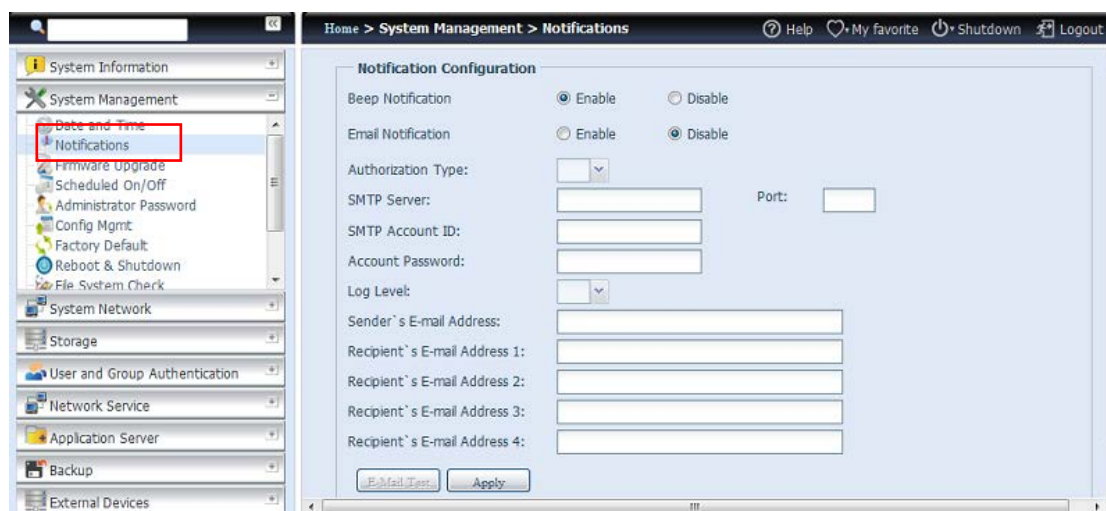 Home > System Management > Notifications
Help My favorite Shutdown Logout
System Information
System Management
Date and Time
Notifications
Firmware Upgrade
Scheduled On/Off
Administrator Password
Config Mgmt
Factory Default
Reboot & Shutdown
File System Check
System Network
Storage
User and Group Authentication
Network Service
Application Server
Backup
External Devices
Notification Configuration
Beep Notification Enable Disable
Email Notification Enable Disable
Authorization Type:
SMTP Server: Port:
SMTP Account ID:
Account Password:
Log Level:
Sender`s E-mail Address:
Recipient`s E-mail Address 1:
Recipient`s E-mail Address 2:
Recipient`s E-mail Address 3:
Recipient`s E-mail Address 4:
E-Mail Test Apply